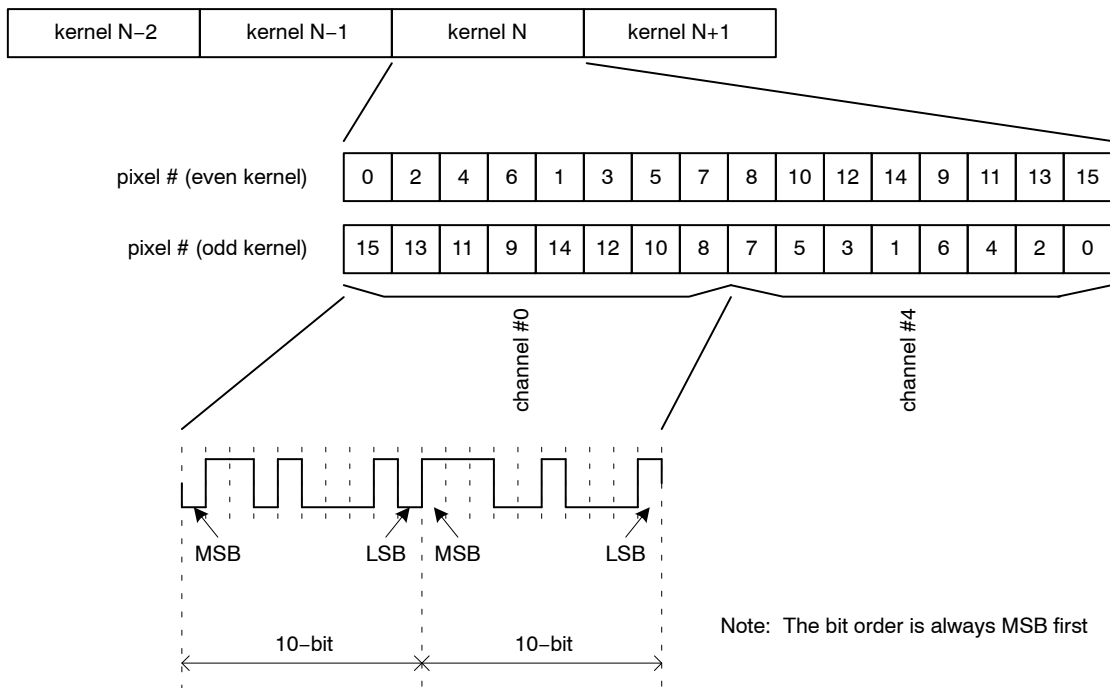 kernel N−2 kernel N−1 kernel N kernel N+1
pixel # (even kernel) 0 2 4 6 1 3 5 7 8 10 12 14 9 11 13 15
pixel # (odd kernel) 15 13 11 9 14 12 10 8 7 5 3 1 6 4 2 0
channel #0 channel #4
MSB LSB MSB LSB
Note: The bit order is always MSB first
10−bit 10−bit